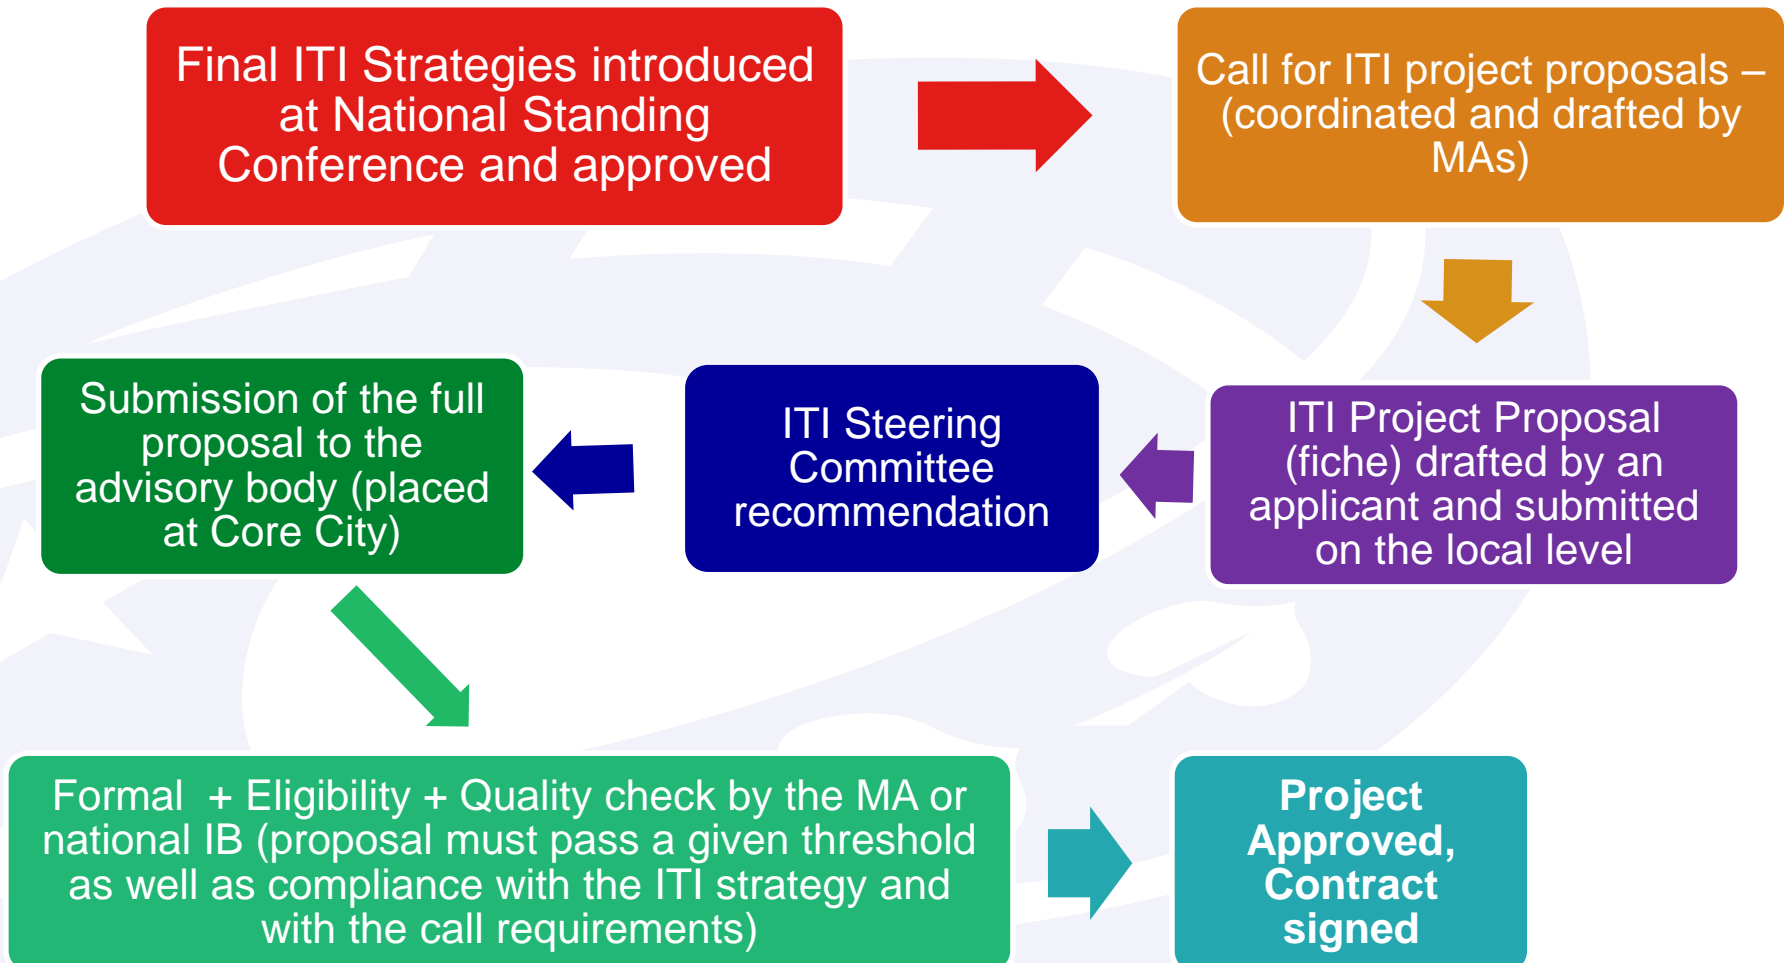 Final ITI Strategies introduced
at National Standing
Conference and approved
Call for ITI project proposals –
(coordinated and drafted by
MAs)
ITI Project Proposal
(fiche) drafted by an
applicant and submitted
on the local level
ITI Steering
Committee
recommendation
Submission of the full
proposal to the
advisory body (placed
at Core City)
Formal + Eligibility + Quality check by the MA or
national IB (proposal must pass a given threshold
as well as compliance with the ITI strategy and
with the call requirements)
Project
Approved,
Contract
signed